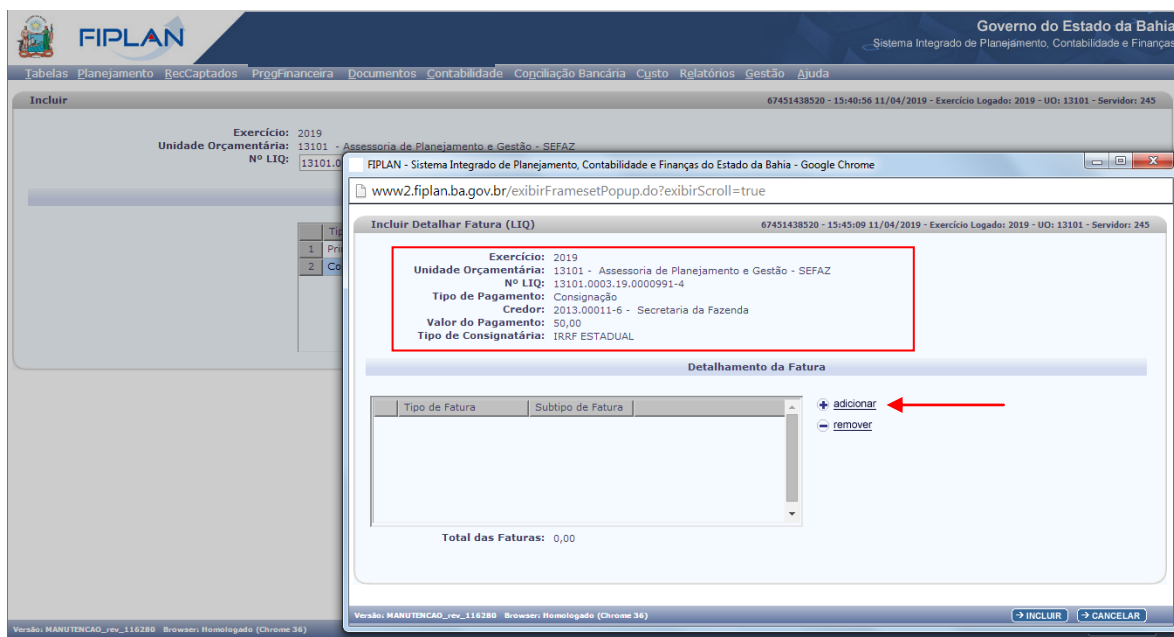 FIPLAN
Governo do Estado da Bahia
Sistema Integrado de Planejamento, Contabilidade e Finanças
Tabelas Planejamento RecCaptados ProgFinanceira Documentos Contabilidade Conciliação Bancária Custo Relatórios Gestão Ajuda
Incluir 67451438520 - 15:40:56 11/04/2019 - Exercício Logado: 2019 - UO: 13101 - Servidor: 245
Exercício: 2019
Unidade Orçamentária: 13101 - Assessoria de Planejamento e Gestão - SEFAZ
Nº LIQ: 13101.0
Tip
1 Pri
2 Co
FIPLAN - Sistema Integrado de Planejamento, Contabilidade e Finanças do Estado da Bahia - Google Chrome
www2.fiplan.ba.gov.br/exibirFramesetPopup.do?exibirScroll=true
Incluir Detalhar Fatura (LIQ) 67451438520 - 15:45:09 11/04/2019 - Exercício Logado: 2019 - UO: 13101 - Servidor: 245
Exercício: 2019
Unidade Orçamentária: 13101 - Assessoria de Planejamento e Gestão - SEFAZ
Nº LIQ: 13101.0003.19.0000991-4
Tipo de Pagamento: Consignação
Credor: 2013.00011-6 - Secretaria da Fazenda
Valor do Pagamento: 50,00
Tipo de Consignatária: IRRF ESTADUAL
Detalhamento da Fatura
Tipo de Fatura Subtipo de Fatura
adicionar
remover
Total das Faturas: 0,00
Versão: MANUTENCAO_rev_116280 Browser: Homologado (Chrome 36)
INCLUIR CANCELAR
Versão: MANUTENCAO_rev_116280 Browser: Homologado (Chrome 36)